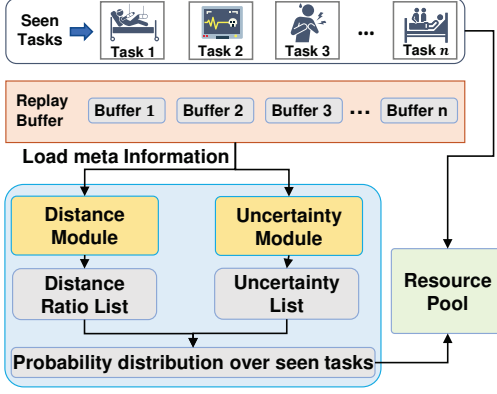 Seen
Tasks
Task 1
Task 2
Task 3
...
Task n
Replay
Buffer
Buffer 1
Buffer 2
Buffer 3
...
Buffer n
Load meta Information
Distance
Module
Uncertainty
Module
Distance
Ratio List
Uncertainty
List
Resource
Pool
Probability distribution over seen tasks